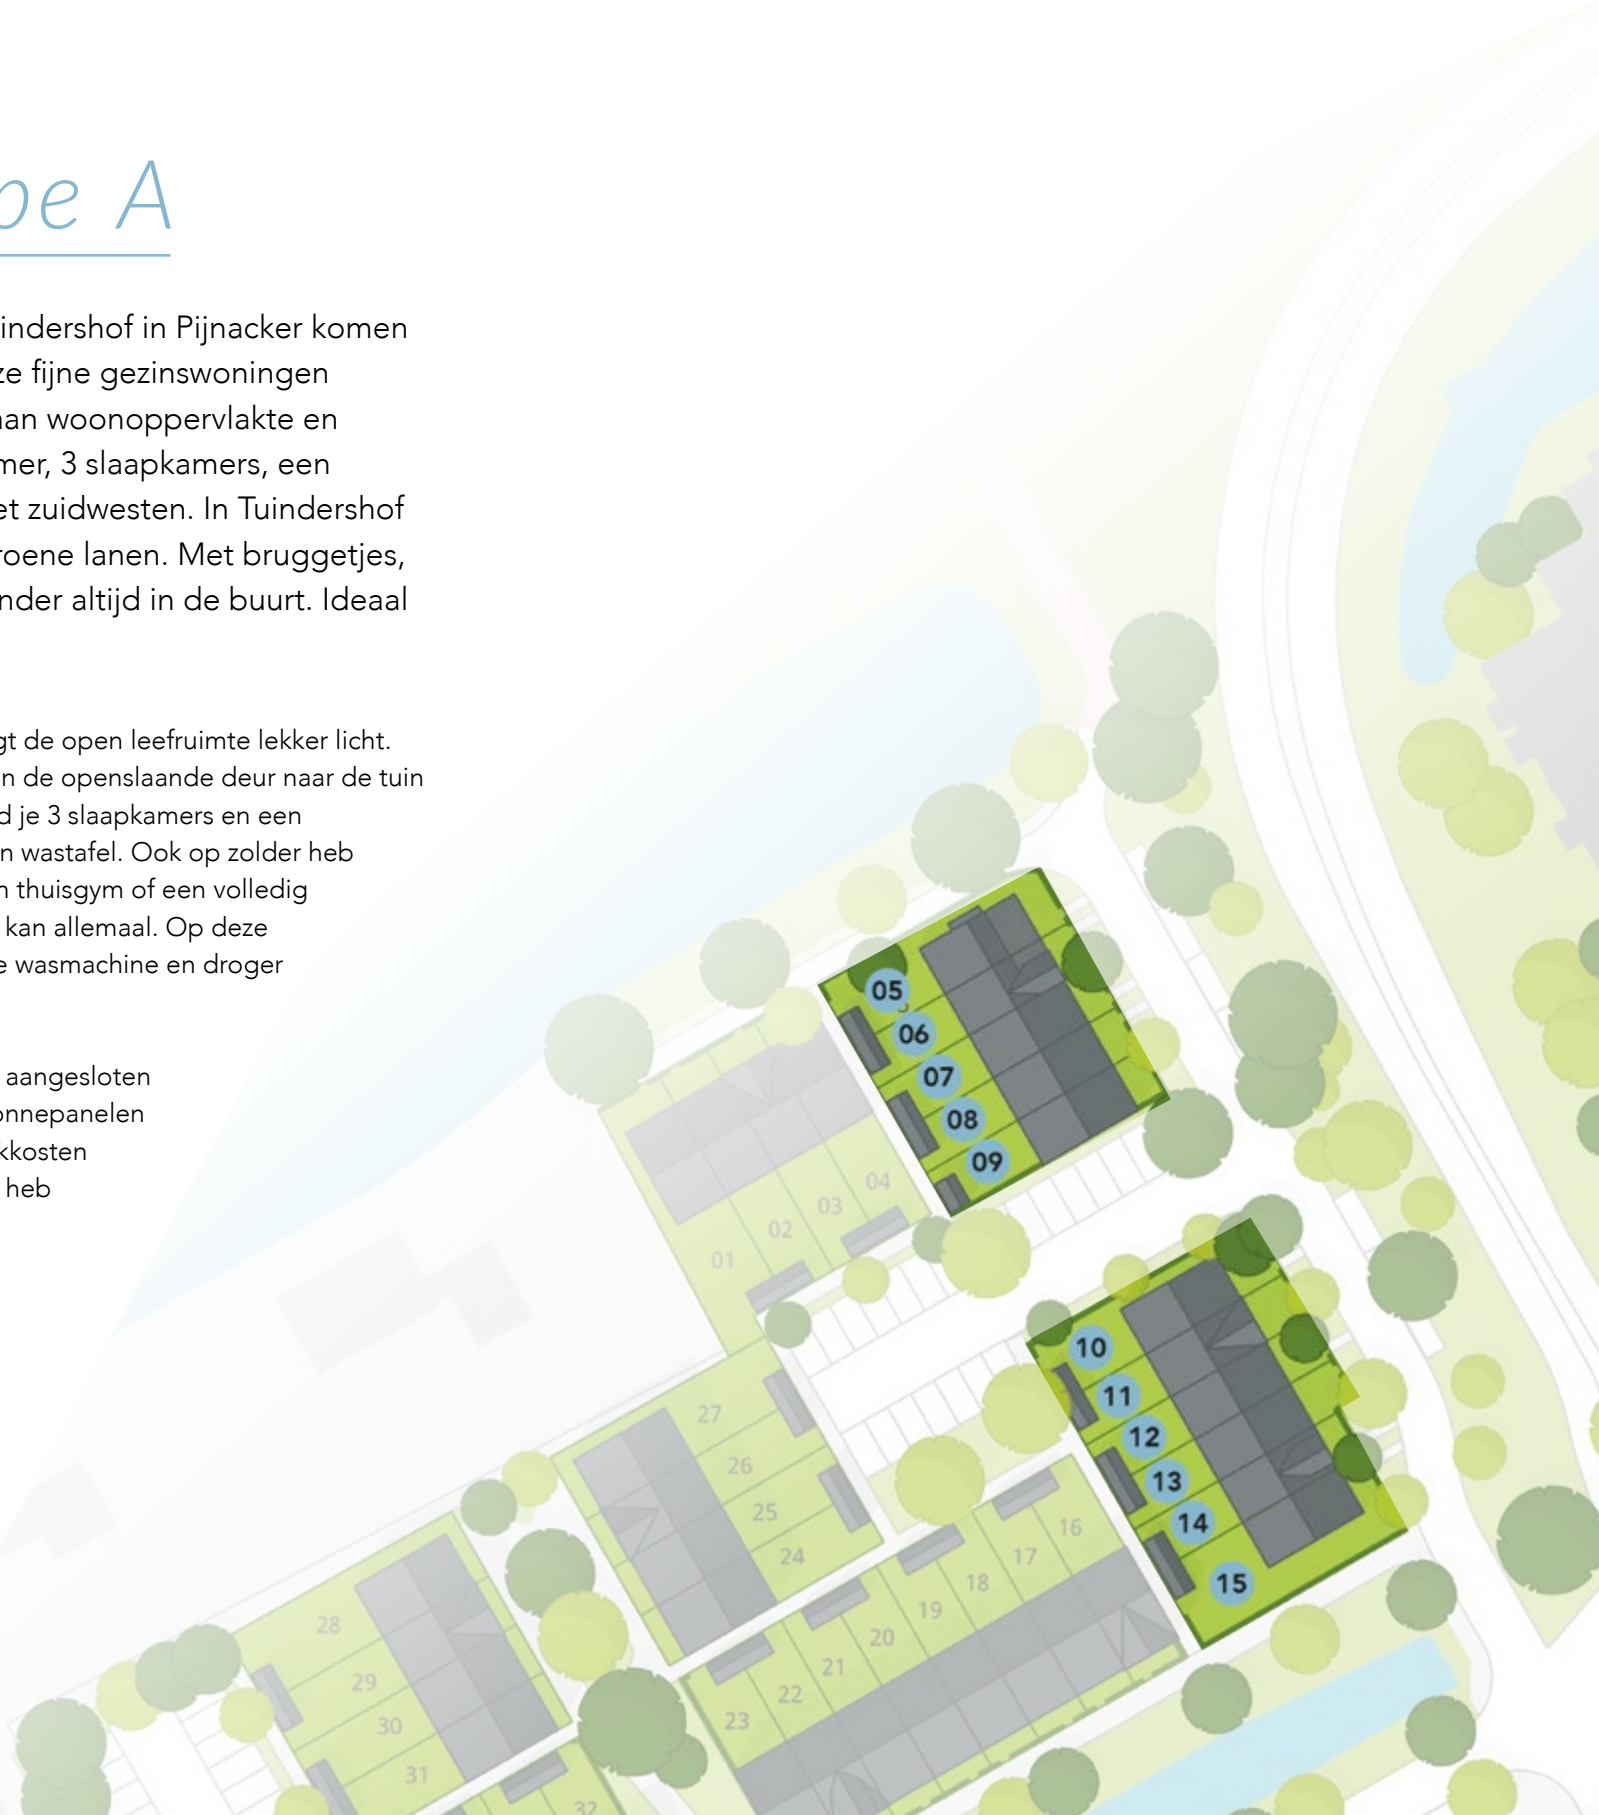 pe A
indershof in Pijnacker komen
ze fijne gezinswoningen
aan woonoppervlakte en
mer, 3 slaapkamers, een
et zuidwesten. In Tuindershof
roene lanen. Met bruggetjes,
nder altijd in de buurt. Ideaal
gt de open leefruimte lekker licht.
n de openslaande deur naar de tuin
d je 3 slaapkamers en een
n wastafel. Ook op zolder heb
n thuisgym of een volledig
kan allemaal. Op deze
e wasmachine en droger
aangesloten
onnepanelen
kkosten
heb
05
06
07
08
09
04
03
02
01
10
11
12
13
14
15
27
26
25
24
16
17
18
19
20
21
22
23
28
29
30
31
32